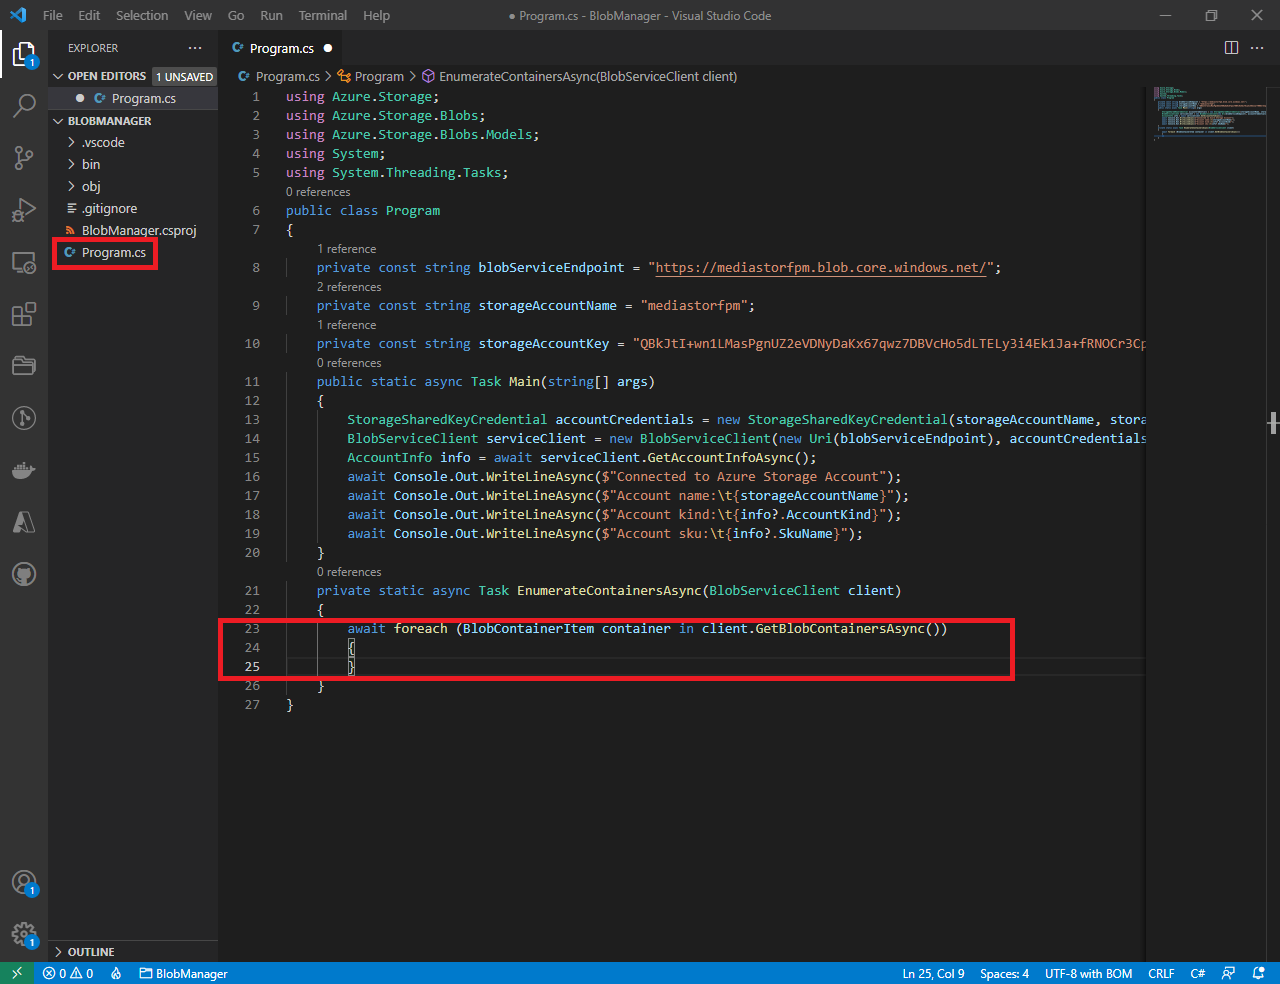 File Edit Selection View Go Run Terminal Help
● Program.cs - BlobManager - Visual Studio Code
EXPLORER
OPEN EDITORS 1 UNSAVED
Program.cs
BLOBMANAGER
.vscode
bin
obj
.gitignore
BlobManager.csproj
Program.cs
OUTLINE
Program.cs
Program.cs > Program > EnumerateContainersAsync(BlobServiceClient client)
1 using Azure.Storage;
2 using Azure.Storage.Blobs;
3 using Azure.Storage.Blobs.Models;
4 using System;
5 using System.Threading.Tasks;
0 references
6 public class Program
7 {
1 reference
8 private const string blobServiceEndpoint = "https://mediastorfpm.blob.core.windows.net/";
2 references
9 private const string storageAccountName = "mediastorfpm";
1 reference
10 private const string storageAccountKey = "QBkJtI+wn1LMasPgnUZ2eVDNyDaKx67qwz7DBVcHo5dLTELy3i4Ek1Ja+fRNOCr3Cp
0 references
11 public static async Task Main(string[] args)
12 {
13 StorageSharedKeyCredential accountCredentials = new StorageSharedKeyCredential(storageAccountName, stora
14 BlobServiceClient serviceClient = new BlobServiceClient(new Uri(blobServiceEndpoint), accountCredentials
15 AccountInfo info = await serviceClient.GetAccountInfoAsync();
16 await Console.Out.WriteLineAsync($"Connected to Azure Storage Account");
17 await Console.Out.WriteLineAsync($"Account name:\t{storageAccountName}");
18 await Console.Out.WriteLineAsync($"Account kind:\t{info?.AccountKind}");
19 await Console.Out.WriteLineAsync($"Account sku:\t{info?.SkuName}");
20 }
0 references
21 private static async Task EnumerateContainersAsync(BlobServiceClient client)
22 {
23 await foreach (BlobContainerItem container in client.GetBlobContainersAsync())
24 {
25 }
26 }
27 }
1
1
1
0 0 BlobManager Ln 25, Col 9 Spaces: 4 UTF-8 with BOM CRLF C#